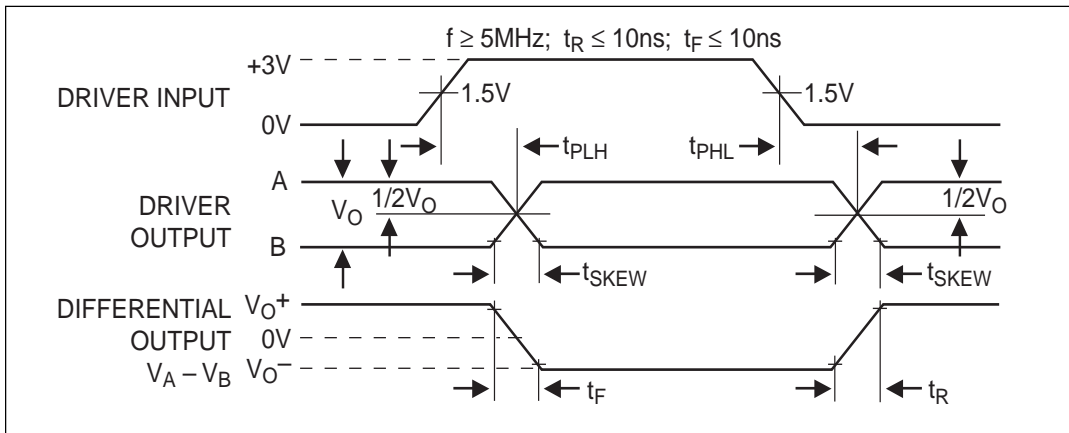 f ≥ 5MHz; tR ≤ 10ns; tF ≤ 10ns
+3V
DRIVER INPUT
1.5V
1.5V
0V
tPLH
tPHL
A
DRIVER
OUTPUT
VO
1/2VO
1/2VO
B
tSKEW
tSKEW
DIFFERENTIAL
OUTPUT
VA – VB
VO+
0V
VO–
tF
tR